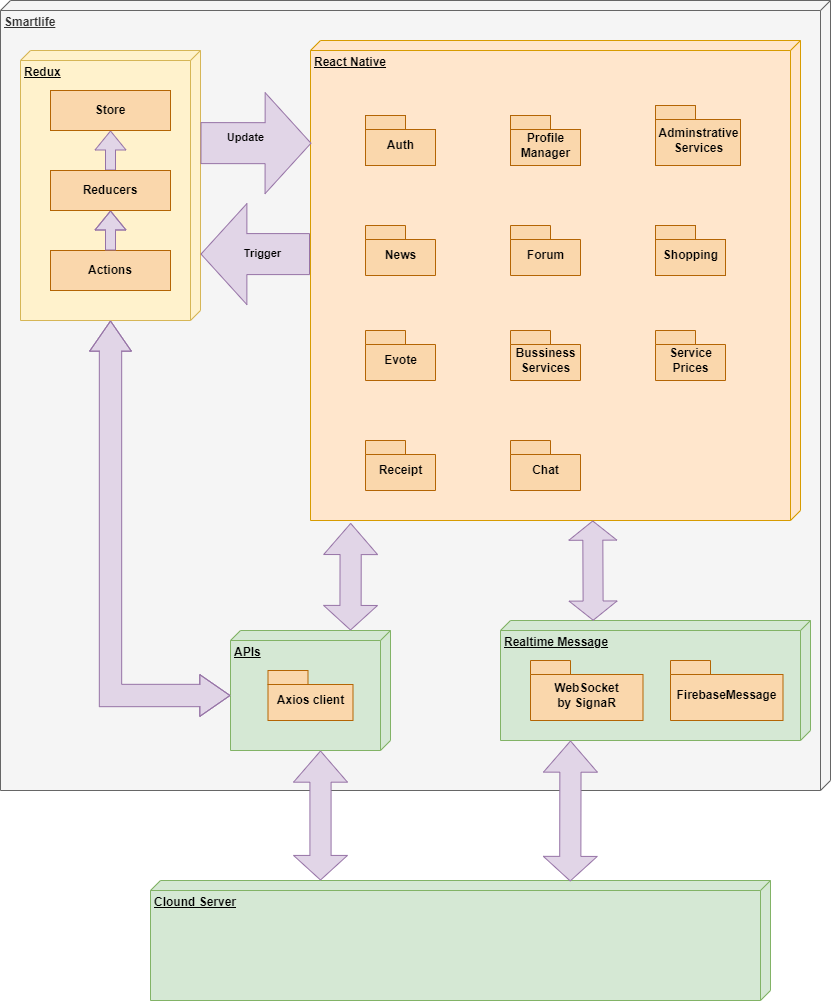 Smartlife
Redux
Store
Reducers
Actions
Update
Trigger
React Native
Auth
Profile
Manager
Adminstrative
Services
News
Forum
Shopping
Evote
Bussiness
Services
Service
Prices
Receipt
Chat
APIs
Axios client
Realtime Message
WebSocket
by SignaR
FirebaseMessage
Clound Server